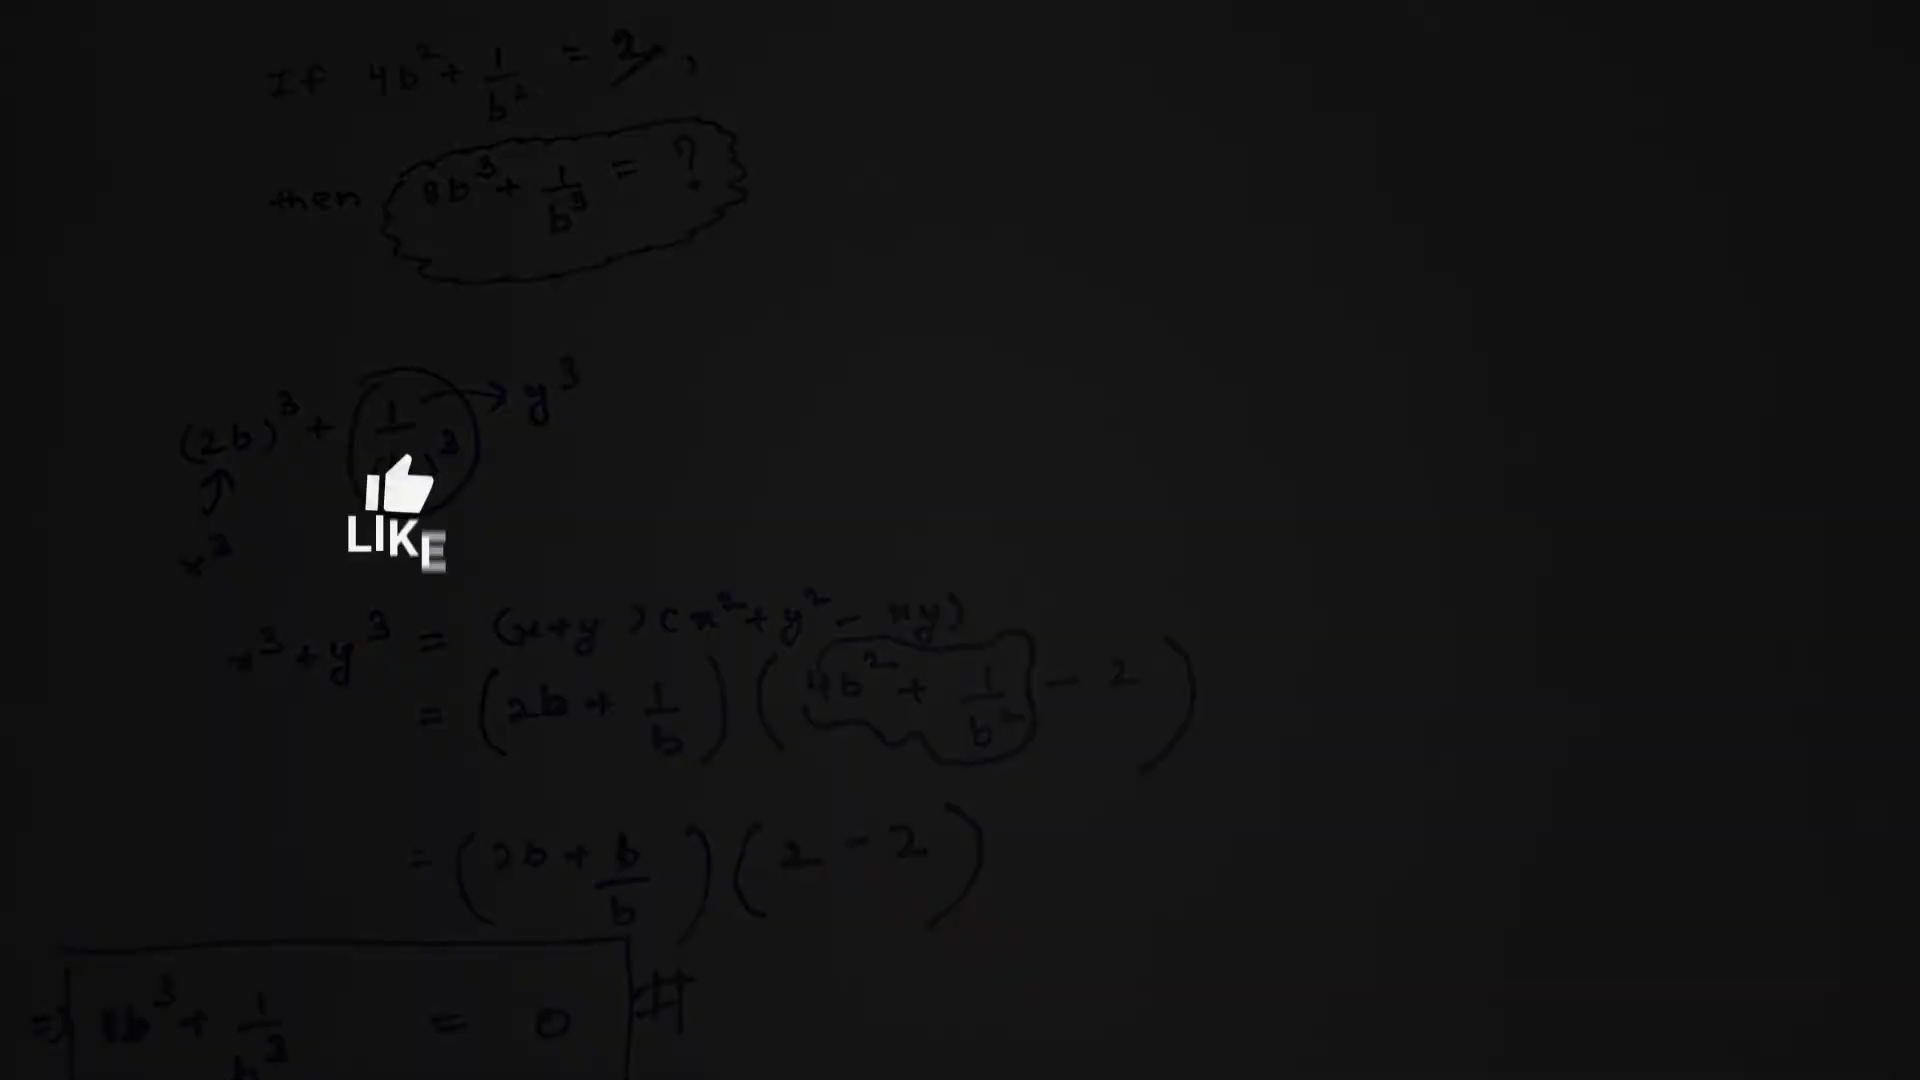 If 4b² + 1/b² = 2,
then 8b³ + 1/b³ = ?
(2b)³ + 1/( )³ → y³
x³
LIKE
x³ + y³ = (x+y)(x² + y² - xy)
= (2b + 1/b) (4b² + 1/b² - 2)
= (2b + b/b) (2 - 2)
⇒ 8b³ + 1/b³ = 0 #